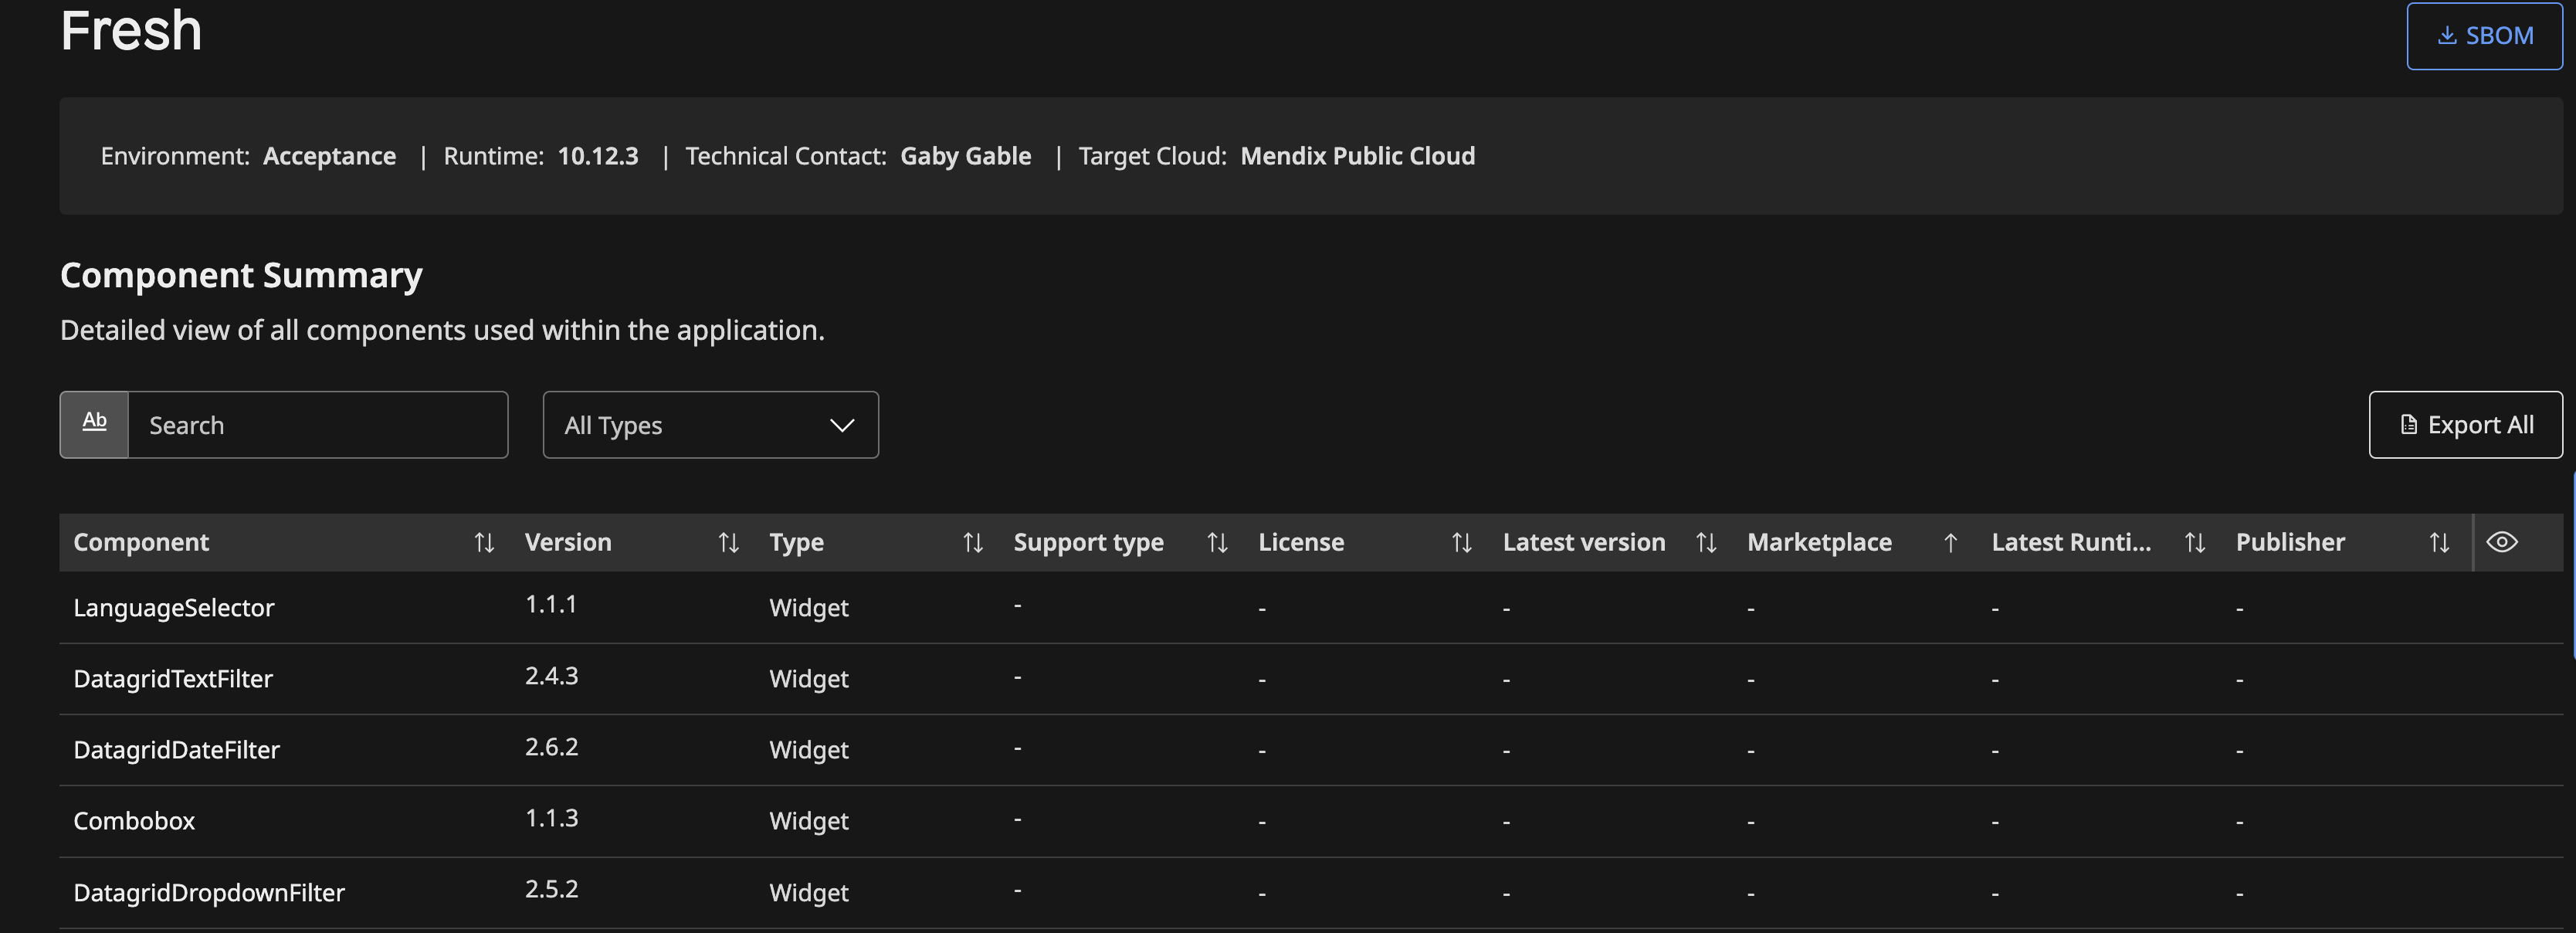 Fresh
SBOM
Environment: Acceptance | Runtime: 10.12.3 | Technical Contact: Gaby Gable | Target Cloud: Mendix Public Cloud
Component Summary
Detailed view of all components used within the application.
Ab Search All Types Export All
Component Version Type Support type License Latest version Marketplace Latest Runti... Publisher
LanguageSelector 1.1.1 Widget - - - - - -
DatagridTextFilter 2.4.3 Widget - - - - - -
DatagridDateFilter 2.6.2 Widget - - - - - -
Combobox 1.1.3 Widget - - - - - -
DatagridDropdownFilter 2.5.2 Widget - - - - - -